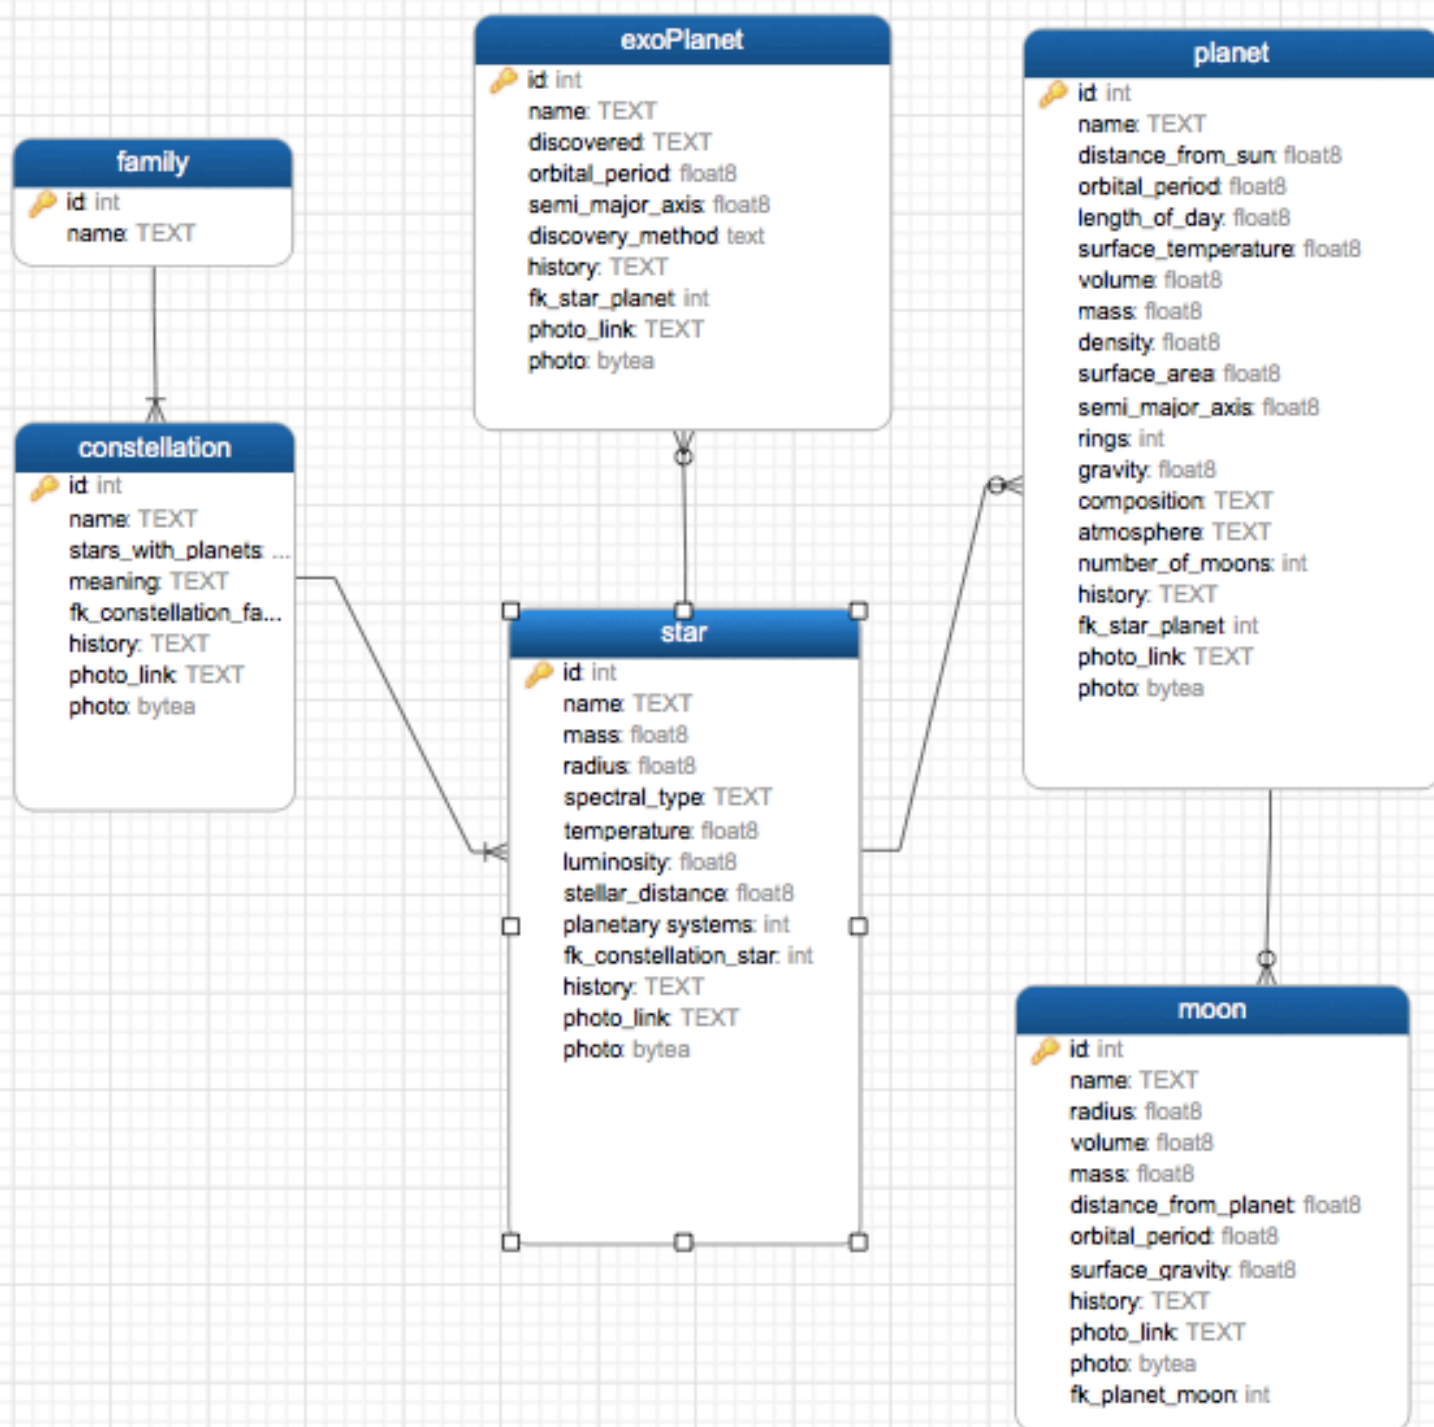 family
id: int
name: TEXT
constellation
id: int
name: TEXT
stars_with_planets: ...
meaning: TEXT
fk_constellation_fa...
history: TEXT
photo_link: TEXT
photo: bytea
exoPlanet
id: int
name: TEXT
discovered: TEXT
orbital_period: float8
semi_major_axis: float8
discovery_method: text
history: TEXT
fk_star_planet: int
photo_link: TEXT
photo: bytea
star
id: int
name: TEXT
mass: float8
radius: float8
spectral_type: TEXT
temperature: float8
luminosity: float8
stellar_distance: float8
planetary systems: int
fk_constellation_star: int
history: TEXT
photo_link: TEXT
photo: bytea
planet
id: int
name: TEXT
distance_from_sun: float8
orbital_period: float8
length_of_day: float8
surface_temperature: float8
volume: float8
mass: float8
density: float8
surface_area: float8
semi_major_axis: float8
rings: int
gravity: float8
composition: TEXT
atmosphere: TEXT
number_of_moons: int
history: TEXT
fk_star_planet: int
photo_link: TEXT
photo: bytea
moon
id: int
name: TEXT
radius: float8
volume: float8
mass: float8
distance_from_planet: float8
orbital_period: float8
surface_gravity: float8
history: TEXT
photo_link: TEXT
photo: bytea
fk_planet_moon: int